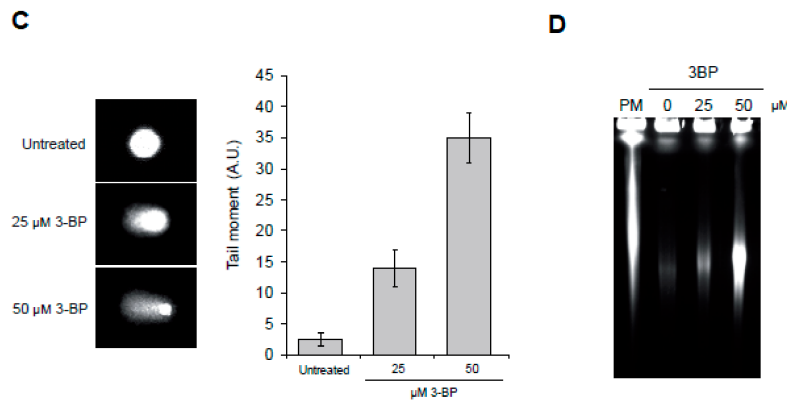 C
Untreated
25 µM 3-BP
50 µM 3-BP
Tail moment (A.U.)
45
40
35
30
25
20
15
10
5
0
Untreated
25
50
µM 3-BP
D
3BP
PM 0 25 50 µM